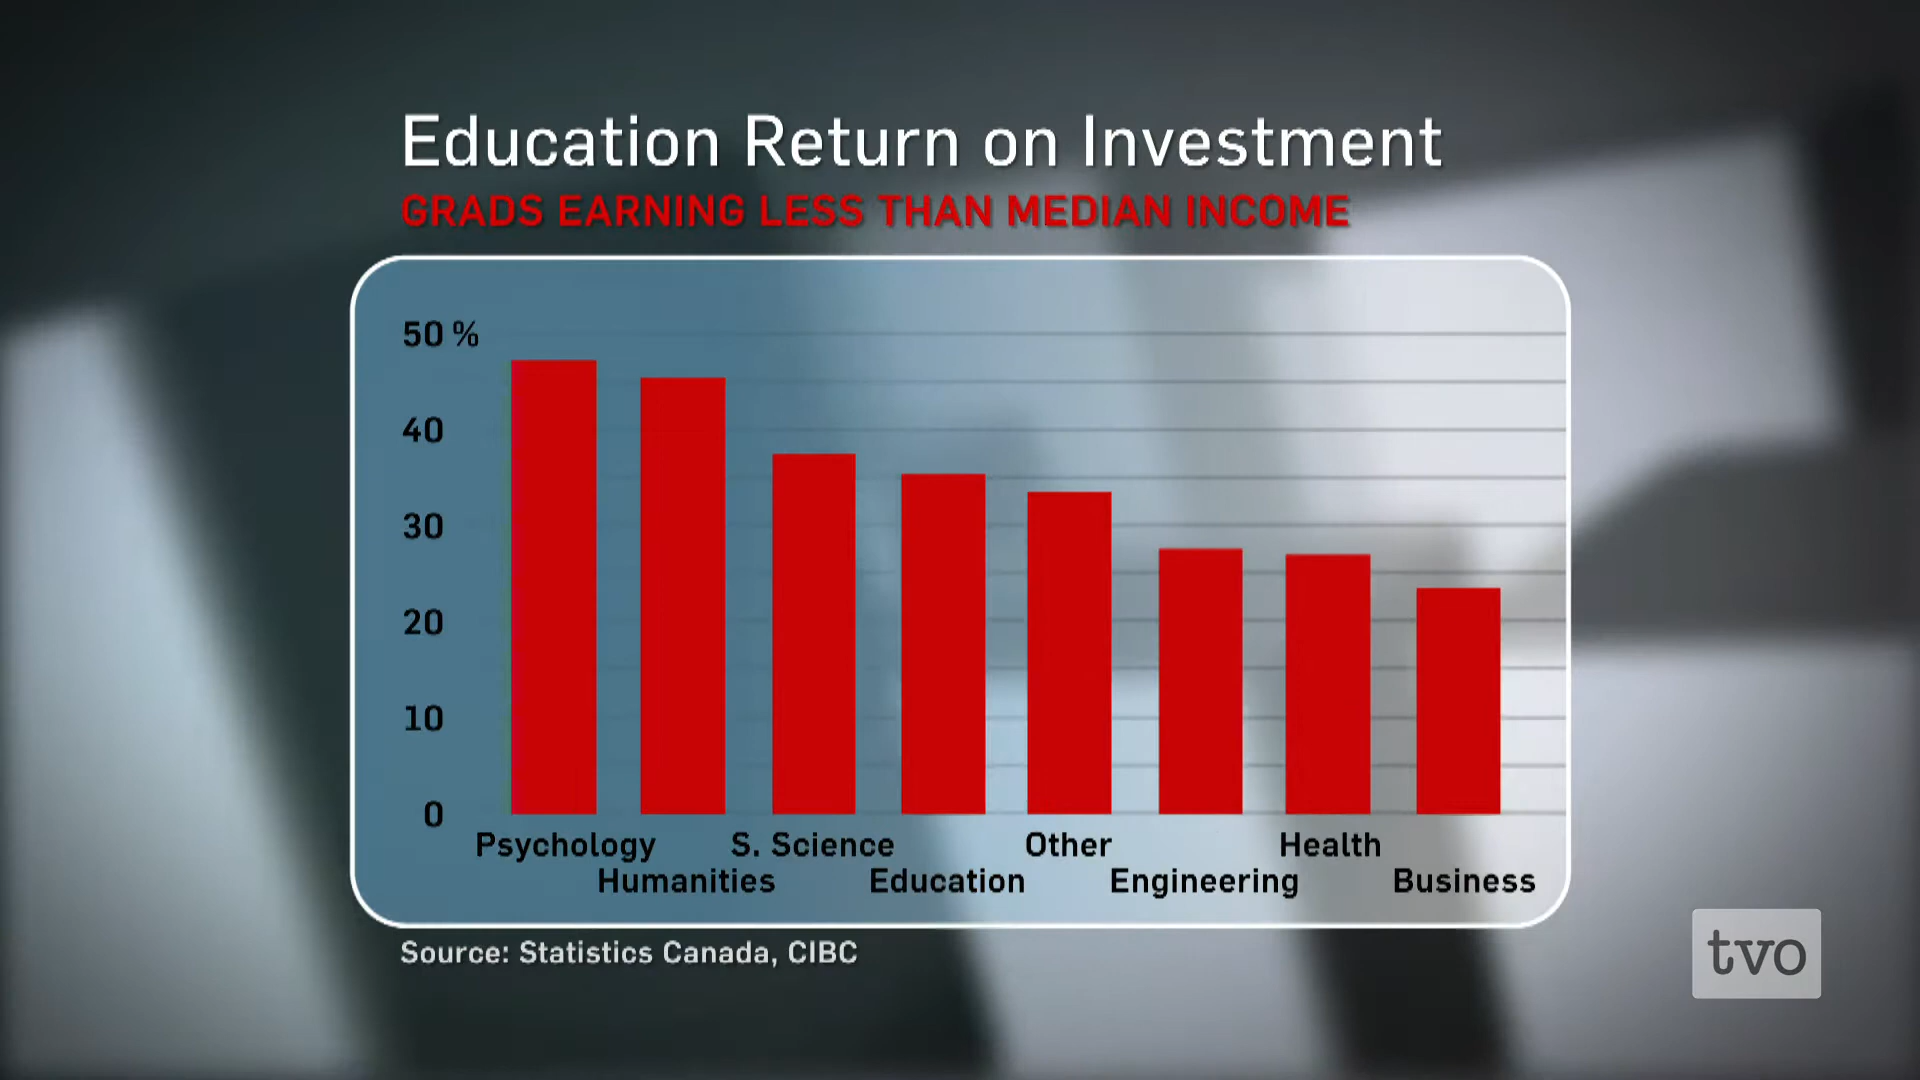 Education Return on Investment
GRADS EARNING LESS THAN MEDIAN INCOME
50 %
40
30
20
10
0
Psychology
Humanities
S. Science
Education
Other
Engineering
Health
Business
Source: Statistics Canada, CIBC
tvo